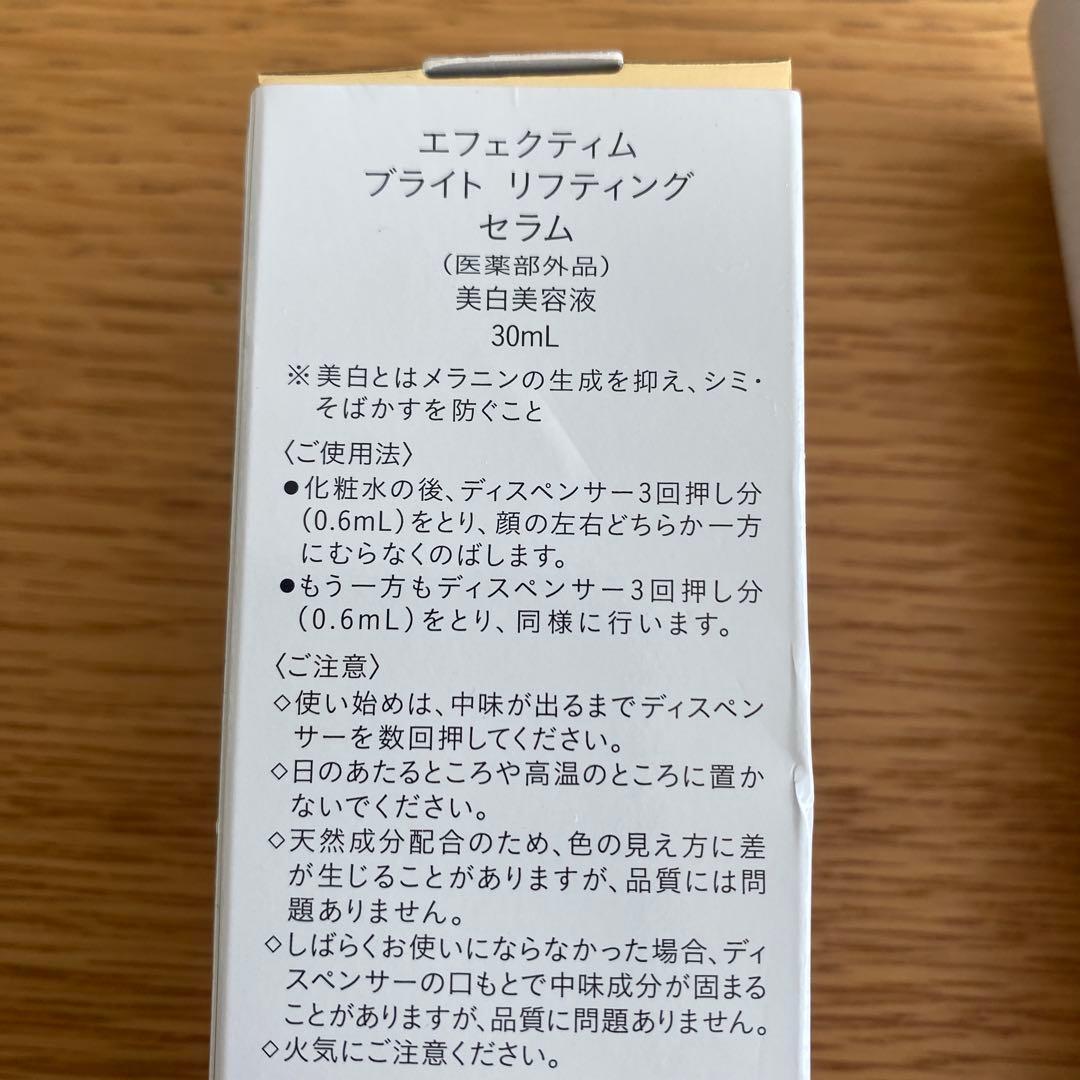 エフェクティム
ブライト リフティング
セラム
(医薬部外品)
美白美容液
30mL
※美白とはメラニンの生成を抑え、シミ・
そばかすを防ぐこと
〈ご使用法〉
●化粧水の後、ディスペンサー3回押し分
(0.6mL)をとり、顔の左右どちらか一方
にむらなくのばします。
●もう一方もディスペンサー3回押し分
(0.6mL)をとり、同様に行います。
〈ご注意〉
◇使い始めは、中味が出るまでディスペン
サーを数回押してください。
◇日のあたるところや高温のところに置か
ないでください。
◇天然成分配合のため、色の見え方に差
が生じることがありますが、品質には問
題ありません。
◇しばらくお使いにならなかった場合、ディ
スペンサーの口もとで中味成分が固まる
ことがありますが、品質に問題ありません。
◇火気にご注意ください。